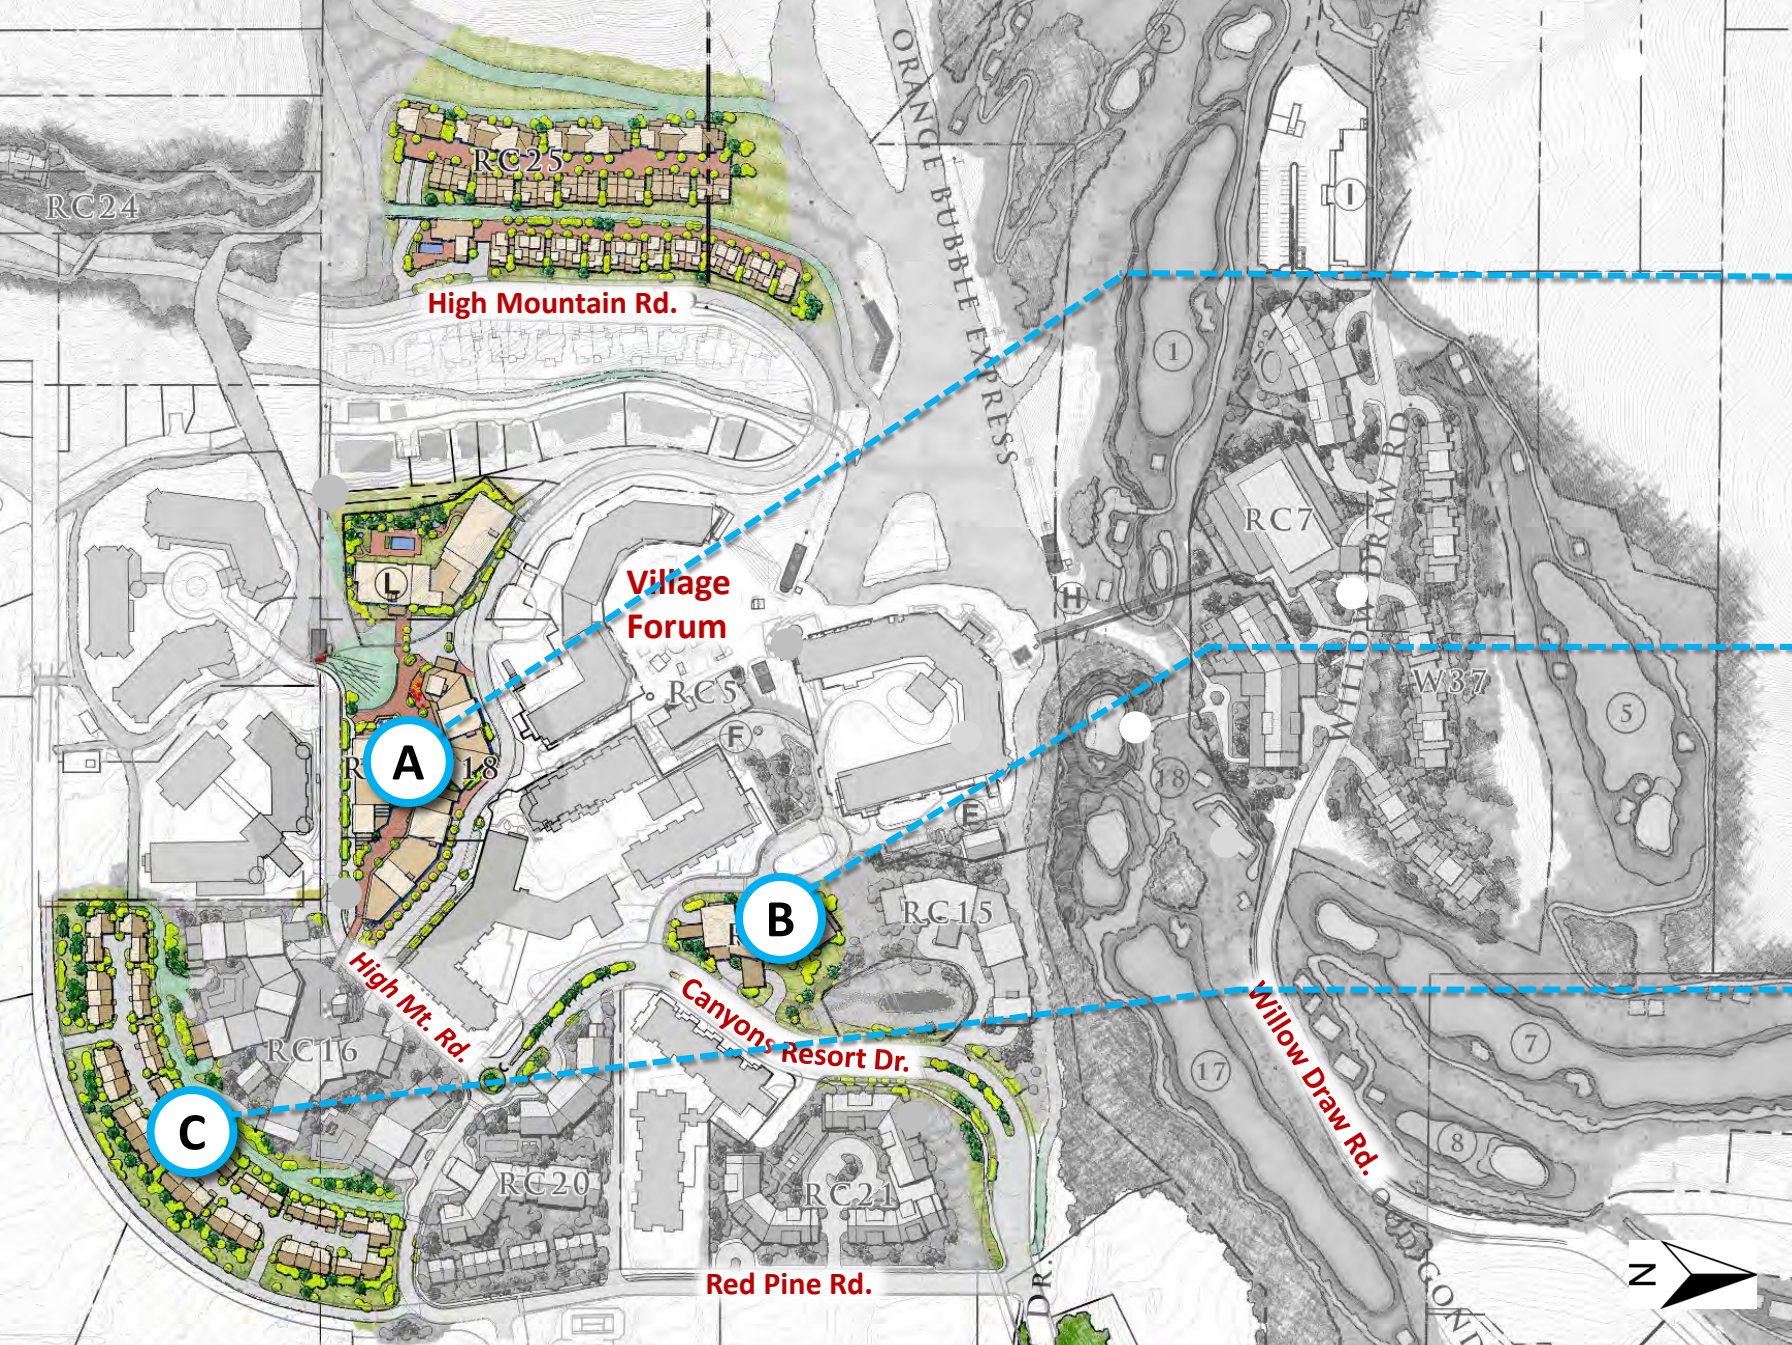 2
ORANGE BUBBLE EXPRESS
RC25
I
RC24
High Mountain Rd.
1
WILLOW DRAW RD
RC7
L
Village
Forum
H
RC5
W37
5
F
A
18
18
E
B
RC15
High Mt. Rd.
Canyons Resort Dr.
Willow Draw Rd.
RC16
7
17
C
8
RC20
RC21
Red Pine Rd.
DR.
N